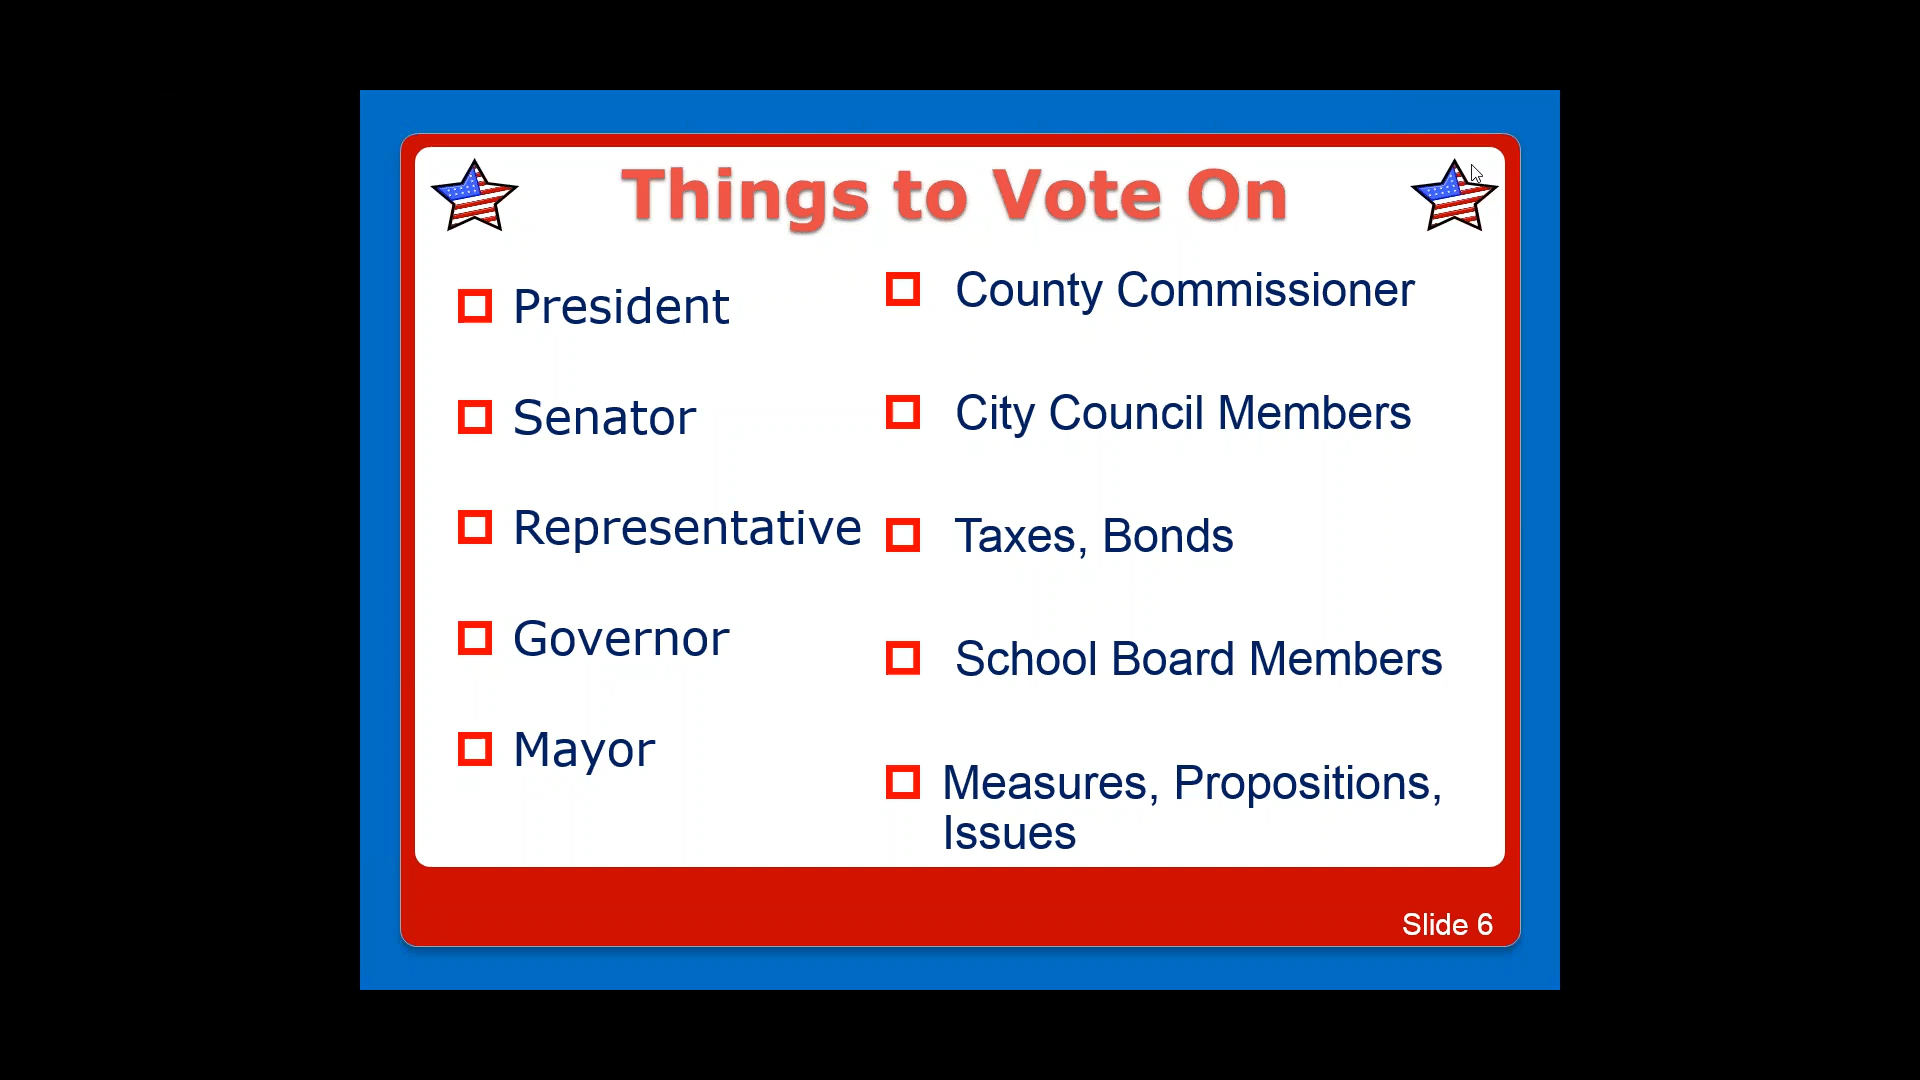 Things to Vote On
President
Senator
Representative
Governor
Mayor
County Commissioner
City Council Members
Taxes, Bonds
School Board Members
Measures, Propositions,
Issues
Slide 6